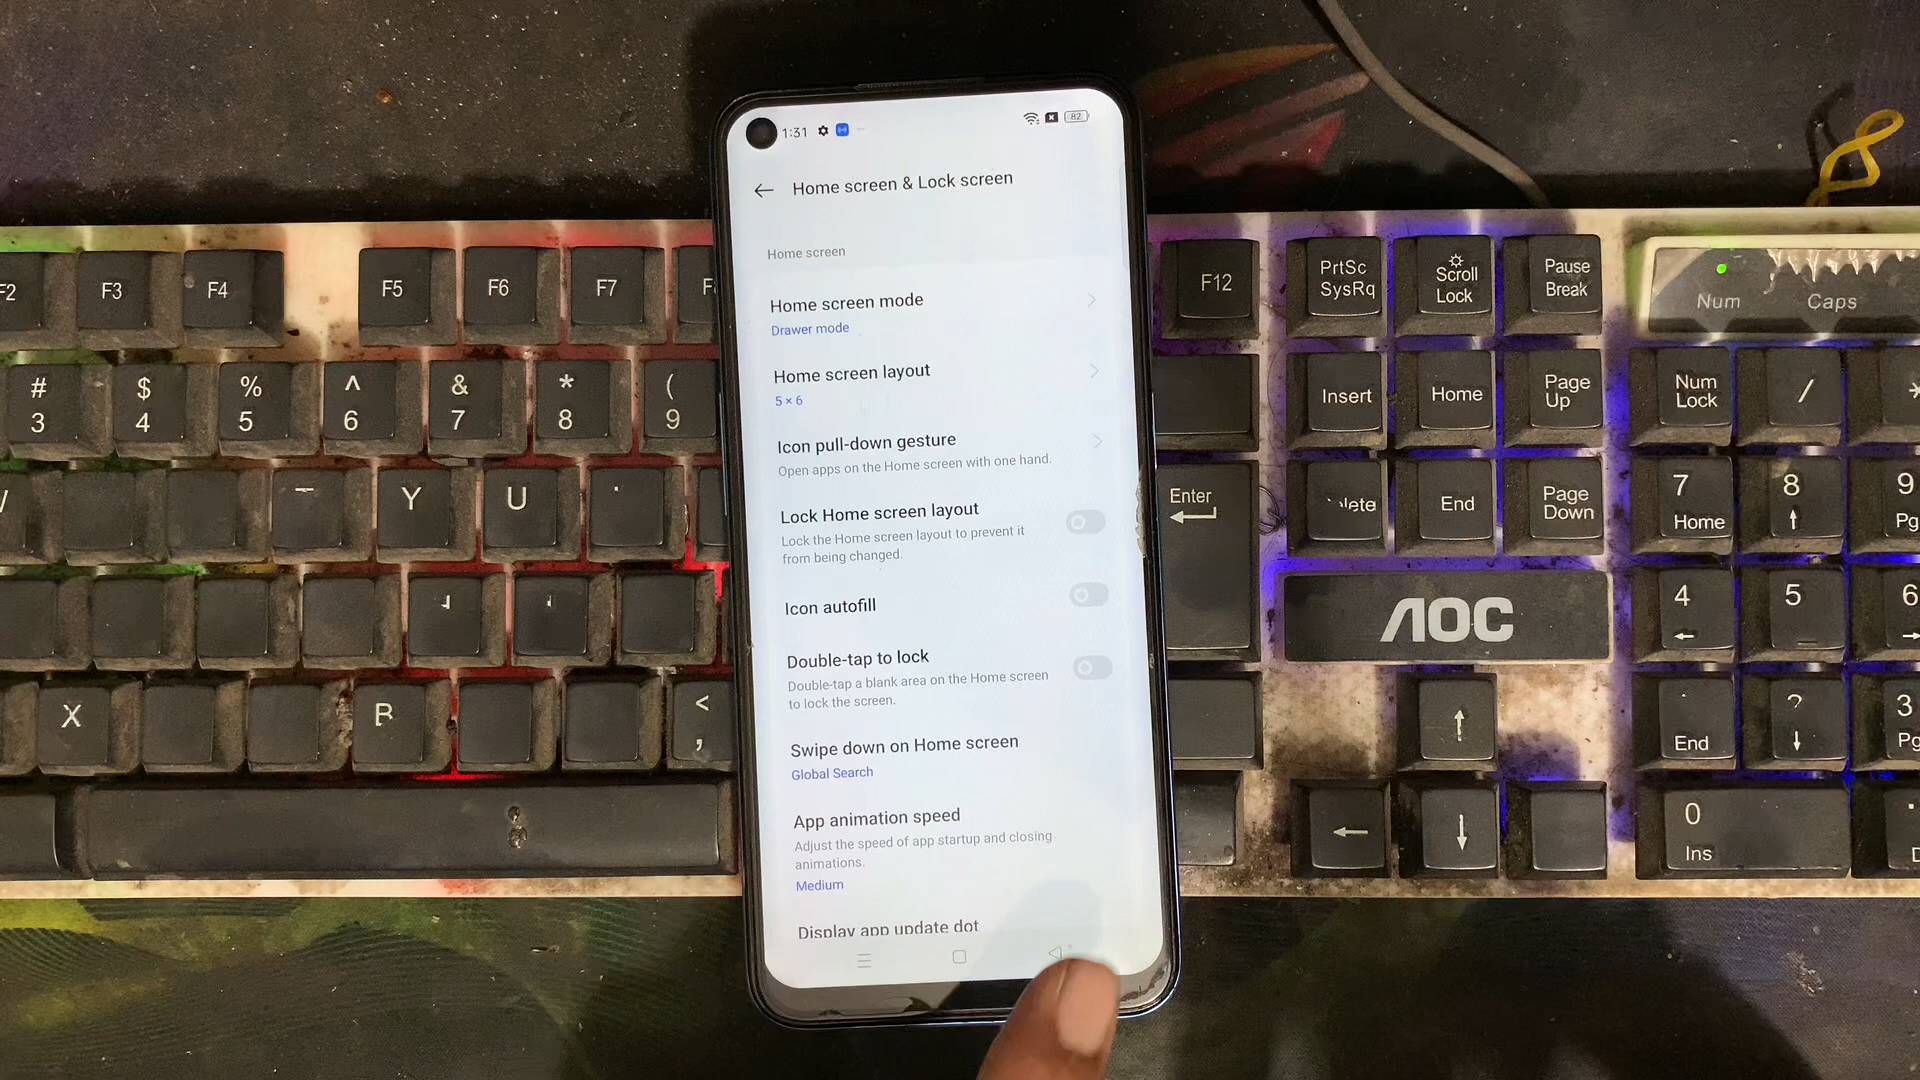 1:31
82
Home screen & Lock screen
Home screen
Home screen mode
Drawer mode
Home screen layout
5 × 6
Icon pull-down gesture
Open apps on the Home screen with one hand.
Lock Home screen layout
Lock the Home screen layout to prevent it
from being changed.
Icon autofill
Double-tap to lock
Double-tap a blank area on the Home screen
to lock the screen.
Swipe down on Home screen
Global Search
App animation speed
Adjust the speed of app startup and closing
animations.
Medium
Display app update dot
F2 F3 F4 F5 F6 F7
F12
PrtSc
SysRq
Scroll
Lock
Pause
Break
Num Caps
# $ % ^ & * (
3 4 5 6 7 8 9
Insert Home
Page
Up
Num
Lock
/
Y U
Enter
End
Page
Down
7
Home
8
9
Pg
AOC
4 5 6
X
<
,
End
?
3
Pg
0
Ins